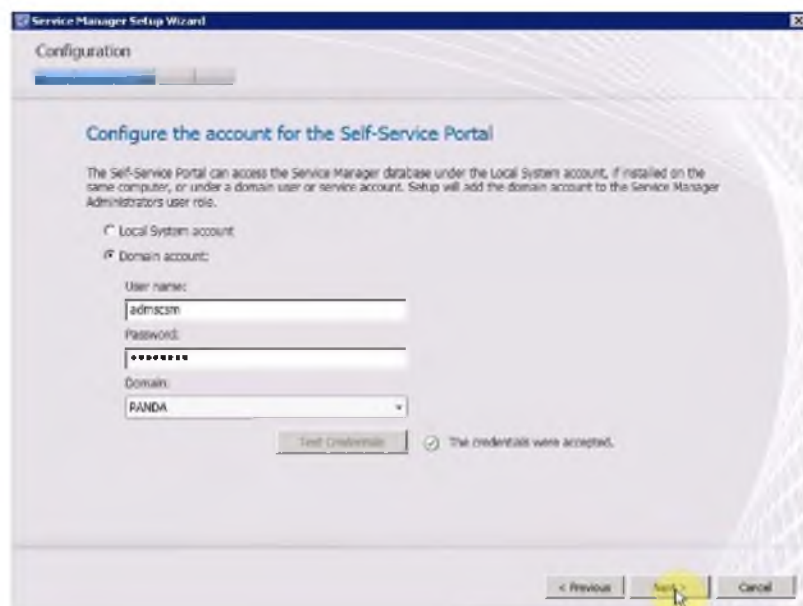 Service Manager Setup Wizard
Configuration
Configure the account for the Self-Service Portal
The Self-Service Portal can access the Service Manager database under the Local System account, if installed on the
same computer, or under a domain user or service account. Setup will add the domain account to the Service Manager
Administrators user role.
Local System account
Domain account:
User name:
admscsm
Password:
••••••••
Domain:
PANDA
Test Credentials
The credentials were accepted.
< Previous
Next >
Cancel